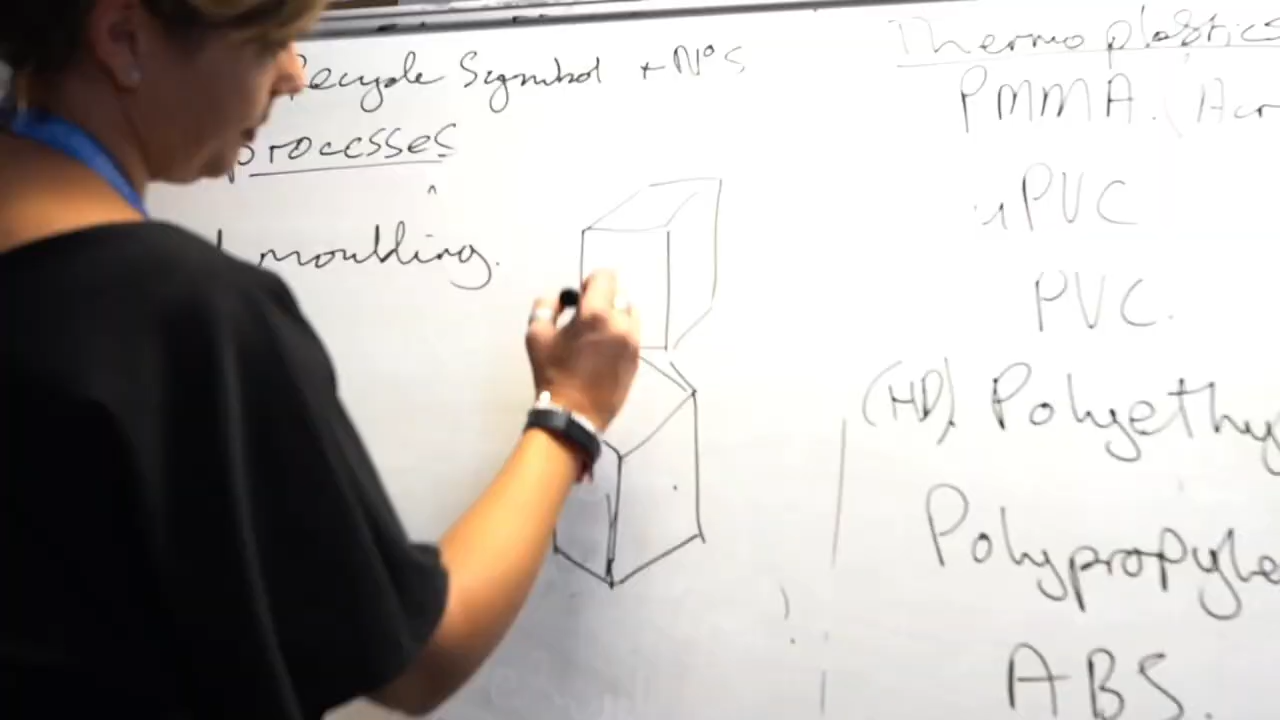 Recycle Symbol + Nos
processes
moulding.
Thermoplastics
PMMA. (Acr
uPVC
PVC.
(HD). Polyethy
Polypropyle
ABS.